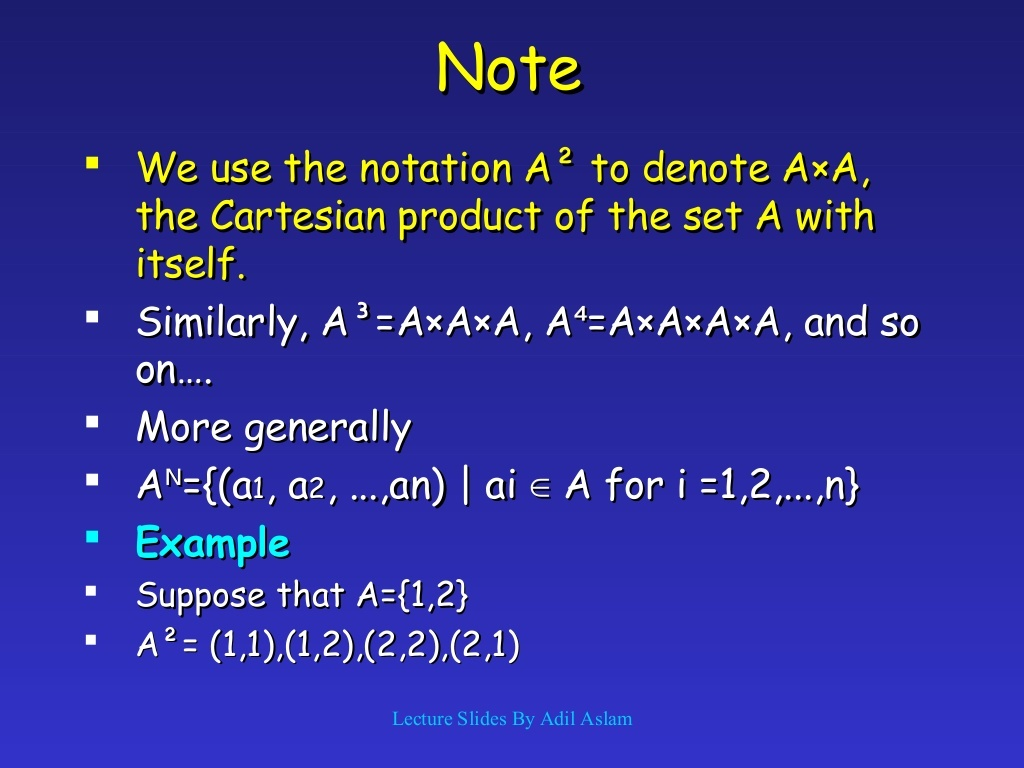 Note
▪ We use the notation A² to denote A×A,
the Cartesian product of the set A with
itself.
▪ Similarly, A³=A×A×A, A⁴=A×A×A×A, and so
on….
▪ More generally
▪ Aᴺ={(a1, a2, ...,an) | ai ∈ A for i =1,2,...,n}
▪ Example
▪ Suppose that A={1,2}
▪ A²= (1,1),(1,2),(2,2),(2,1)
Lecture Slides By Adil Aslam